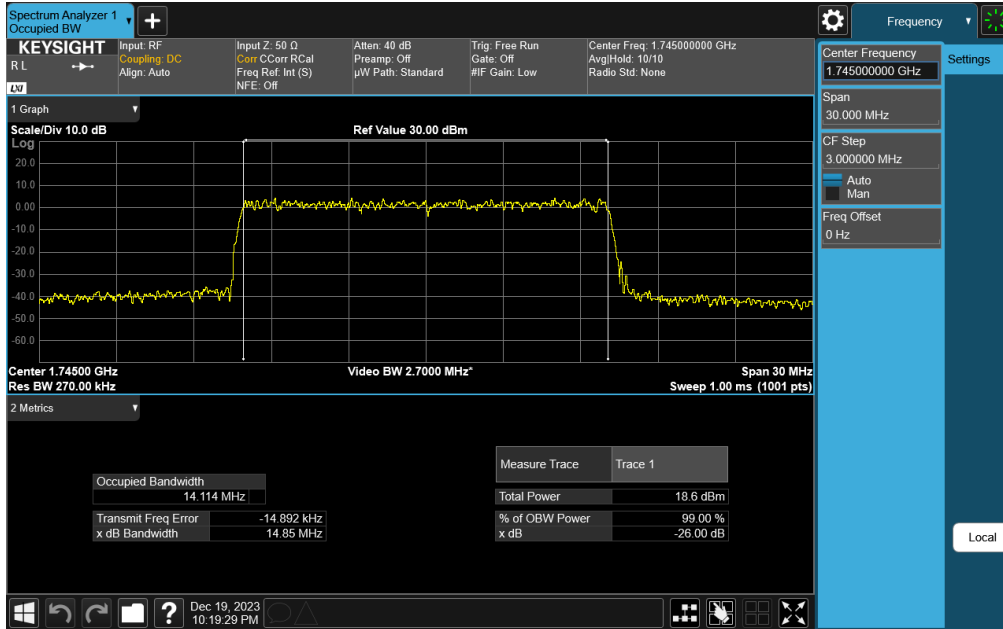 Spectrum Analyzer 1
Occupied BW
+
Frequency
KEYSIGHT
R L
LXI
Input: RF
Coupling: DC
Align: Auto
Input Z: 50 Ω
Corr CCorr RCal
Freq Ref: Int (S)
NFE: Off
Atten: 40 dB
Preamp: Off
µW Path: Standard
Trig: Free Run
Gate: Off
#IF Gain: Low
Center Freq: 1.745000000 GHz
Avg|Hold: 10/10
Radio Std: None
Center Frequency
1.745000000 GHz
Settings
Span
30.000 MHz
CF Step
3.000000 MHz
Auto
Man
Freq Offset
0 Hz
Local
1 Graph
Scale/Div 10.0 dB
Ref Value 30.00 dBm
Log
20.0
10.0
0.00
-10.0
-20.0
-30.0
-40.0
-50.0
-60.0
Center 1.74500 GHz
Video BW 2.7000 MHz*
Span 30 MHz
Res BW 270.00 kHz
Sweep 1.00 ms (1001 pts)
2 Metrics
Measure Trace Trace 1
Occupied Bandwidth
14.114 MHz
Total Power 18.6 dBm
Transmit Freq Error -14.892 kHz
% of OBW Power 99.00 %
x dB Bandwidth 14.85 MHz
x dB -26.00 dB
?
Dec 19, 2023
10:19:29 PM